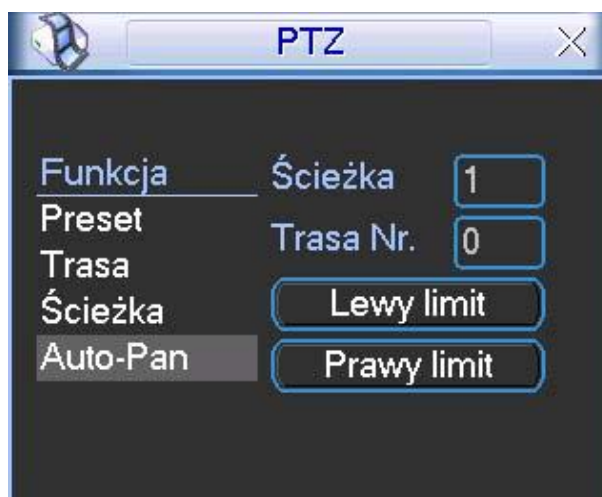 PTZ
Funkcja
Preset
Trasa
Ścieżka
Auto-Pan
Ścieżka 1
Trasa Nr. 0
Lewy limit
Prawy limit